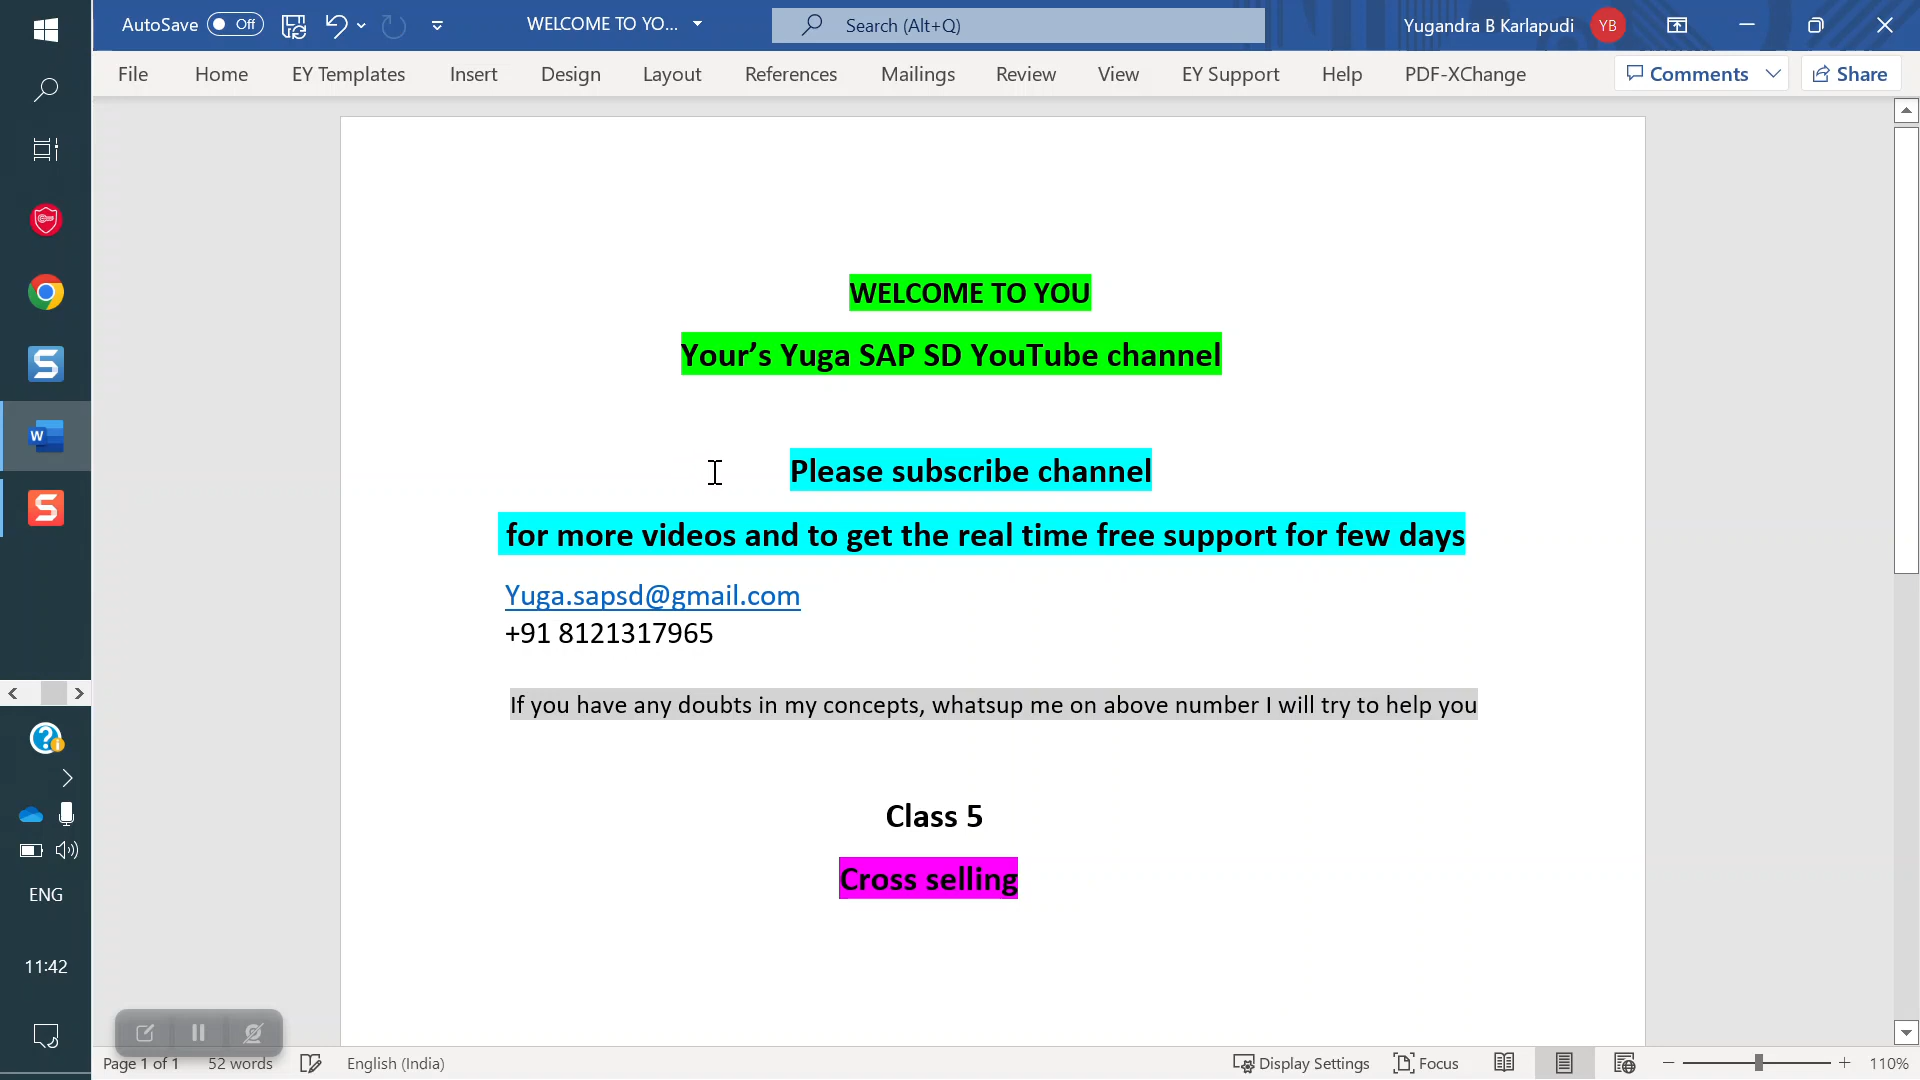 AutoSave Off WELCOME TO YO... Search (Alt+Q) Yugandra B Karlapudi YB
File Home EY Templates Insert Design Layout References Mailings Review View EY Support Help PDF-XChange Comments Share
WELCOME TO YOU
Your’s Yuga SAP SD YouTube channel
Please subscribe channel
for more videos and to get the real time free support for few days
Yuga.sapsd@gmail.com
+91 8121317965
If you have any doubts in my concepts, whatsup me on above number I will try to help you
Class 5
Cross selling
ENG
11:42
Page 1 of 1 52 words English (India) Display Settings Focus 110%